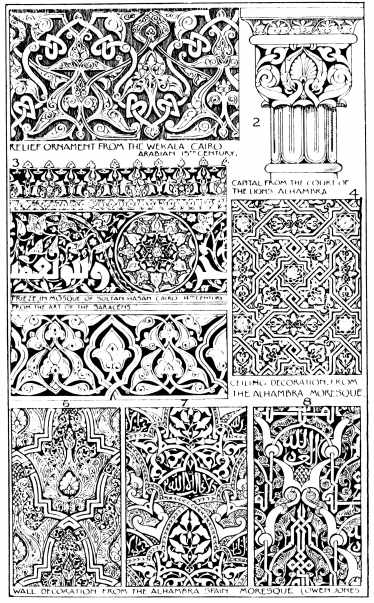 RELIEF ORNAMENT FROM THE WEKALA CAIRO
ARABIAN 15TH CENTURY.
2
CAPITAL FROM THE COURT OF
THE LIONS ALHAMBRA
3
FRIEZE IN MOSQUE OF SULTAN HASAN CAIRO 14TH CENTURY
FROM THE ART OF THE SARACENS
4
CEILING DECORATION, FROM
THE ALHAMBRA MORESQUE
6
7
8
WALL DECORATION FROM THE ALHAMBRA SPAIN MORESQUE (OWEN JONES